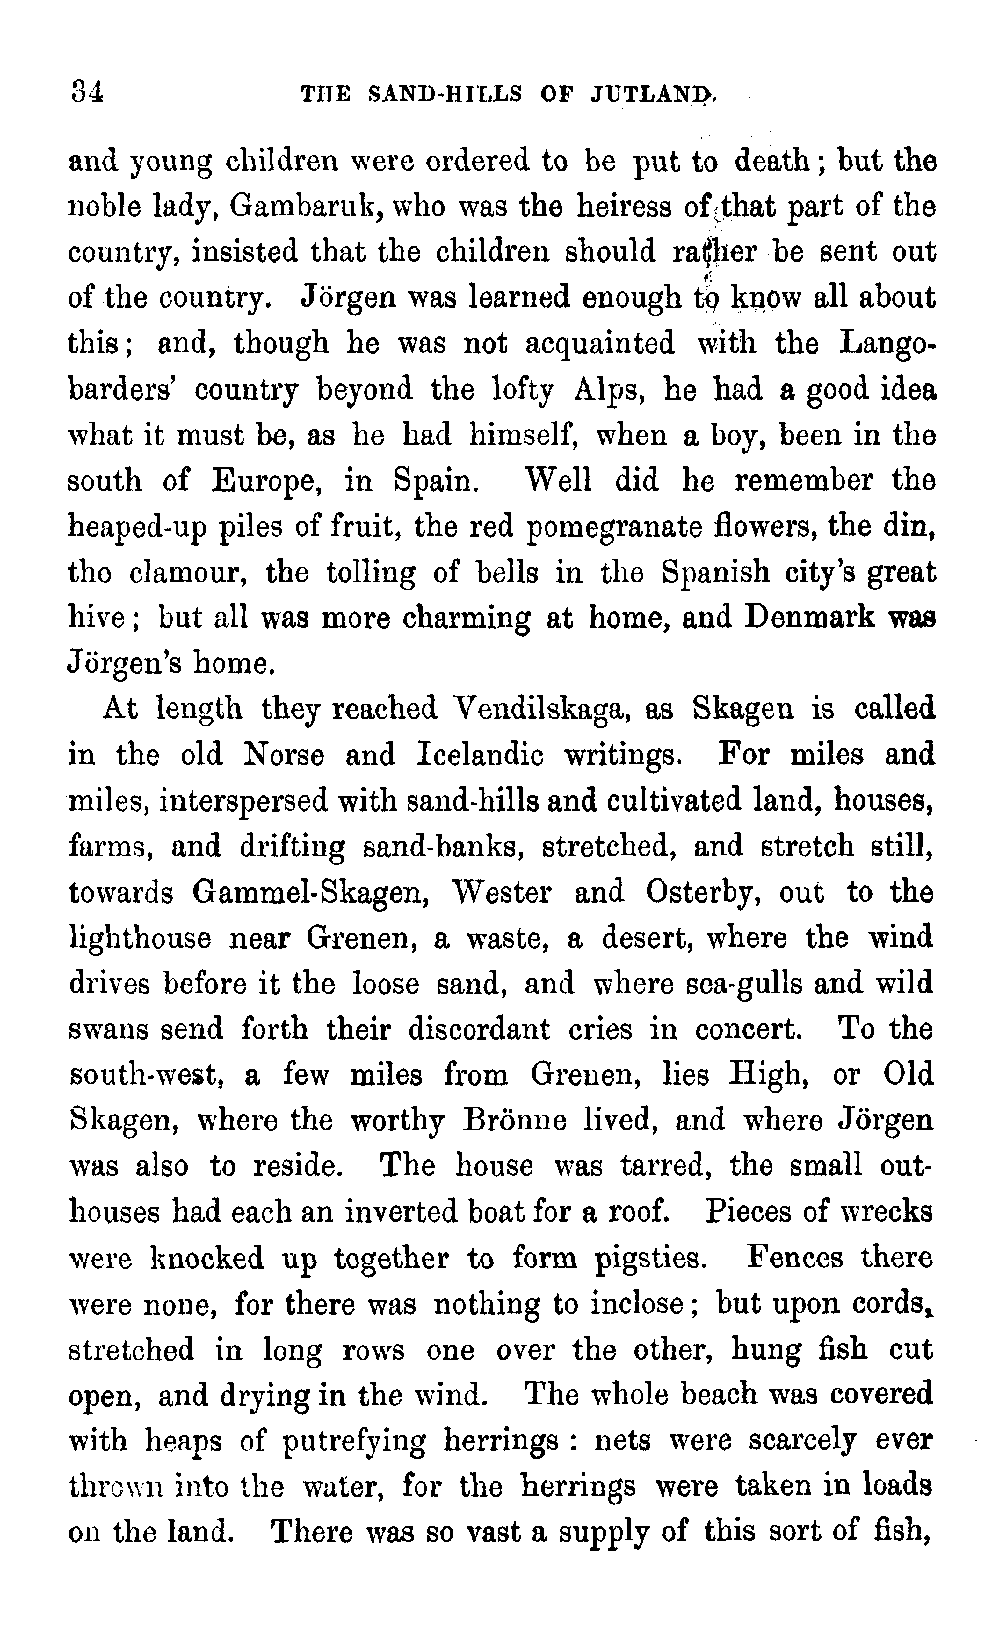 34 THE SAND-HILLS OF JUTLAND.
and young children were ordered to be put to death; but the
noble lady, Gambaruk, who was the heiress of that part of the
country, insisted that the children should rather be sent out
of the country. Jörgen was learned enough to know all about
this; and, though he was not acquainted with the Lango-
barders' country beyond the lofty Alps, he had a good idea
what it must be, as he had himself, when a boy, been in the
south of Europe, in Spain. Well did he remember the
heaped-up piles of fruit, the red pomegranate flowers, the din,
the clamour, the tolling of bells in the Spanish city's great
hive; but all was more charming at home, and Denmark was
Jörgen's home.
At length they reached Vendilskaga, as Skagen is called
in the old Norse and Icelandic writings. For miles and
miles, interspersed with sand-hills and cultivated land, houses,
farms, and drifting sand-banks, stretched, and stretch still,
towards Gammel-Skagen, Wester and Osterby, out to the
lighthouse near Grenen, a waste, a desert, where the wind
drives before it the loose sand, and where sea-gulls and wild
swans send forth their discordant cries in concert. To the
south-west, a few miles from Grenen, lies High, or Old
Skagen, where the worthy Brönne lived, and where Jörgen
was also to reside. The house was tarred, the small out-
houses had each an inverted boat for a roof. Pieces of wrecks
were knocked up together to form pigsties. Fences there
were none, for there was nothing to inclose; but upon cords,
stretched in long rows one over the other, hung fish cut
open, and drying in the wind. The whole beach was covered
with heaps of putrefying herrings: nets were scarcely ever
thrown into the water, for the herrings were taken in loads
on the land. There was so vast a supply of this sort of fish,